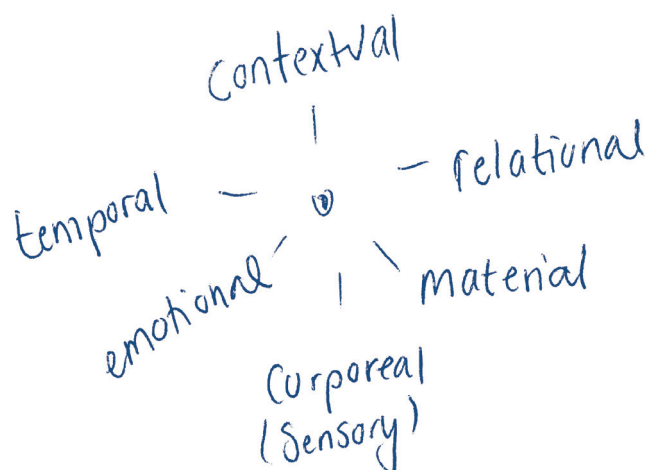 contextual
relational
temporal
emotional
material
corporeal
(sensory)